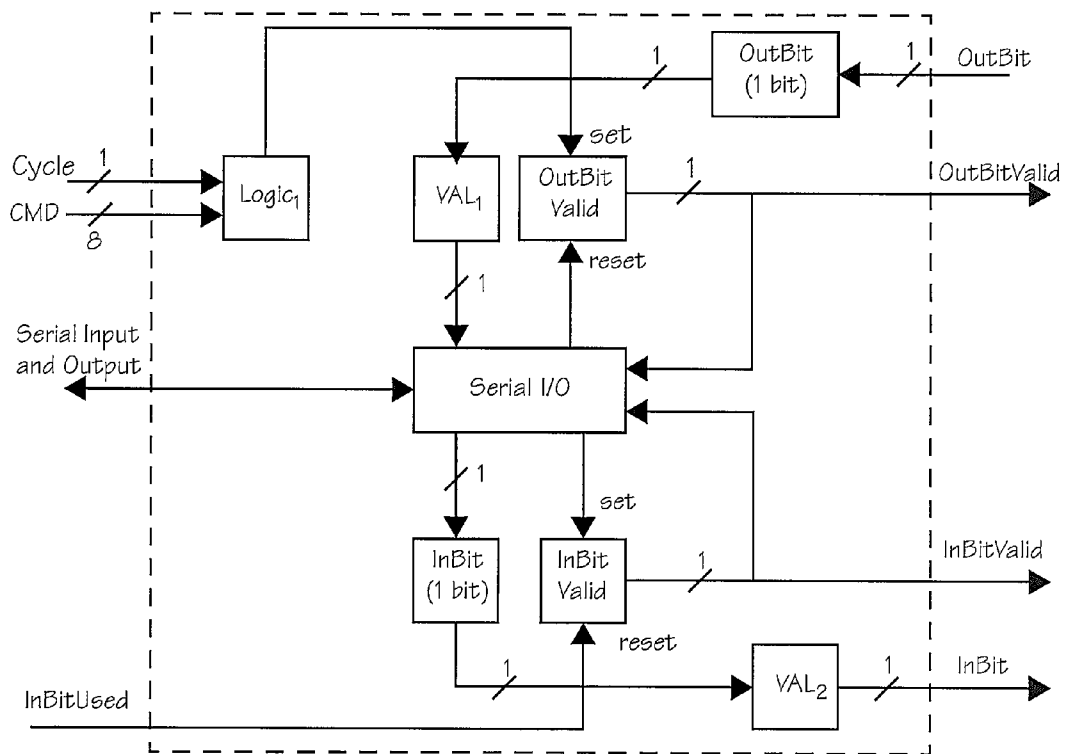 1
OutBit
(1 bit)
1
OutBit
set
Cycle
1
CMD
8
Logic1
VAL1
OutBit
Valid
1
OutBitValid
reset
1
Serial Input
and Output
Serial I/O
1
set
InBit
(1 bit)
InBit
Valid
1
InBitValid
reset
1
VAL2
1
InBit
InBitUsed